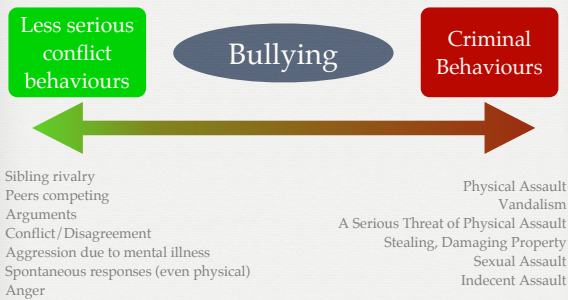 Less serious
conflict
behaviours
Bullying
Criminal
Behaviours
Sibling rivalry
Peers competing
Arguments
Conflict/Disagreement
Aggression due to mental illness
Spontaneous responses (even physical)
Anger
Physical Assault
Vandalism
A Serious Threat of Physical Assault
Stealing, Damaging Property
Sexual Assault
Indecent Assault